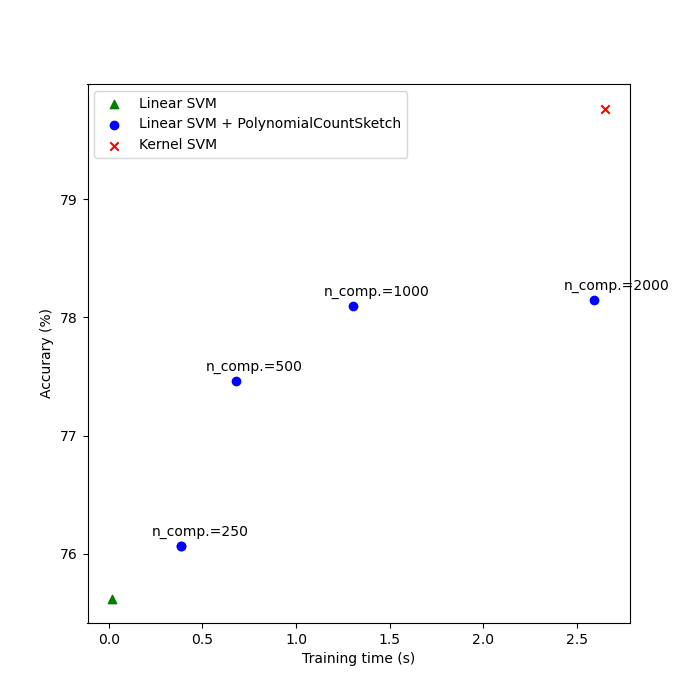 Linear SVM
Linear SVM + PolynomialCountSketch
Kernel SVM
79
78
77
76
Accurary (%)
n_comp.=2000
n_comp.=1000
n_comp.=500
n_comp.=250
0.0 0.5 1.0 1.5 2.0 2.5
Training time (s)